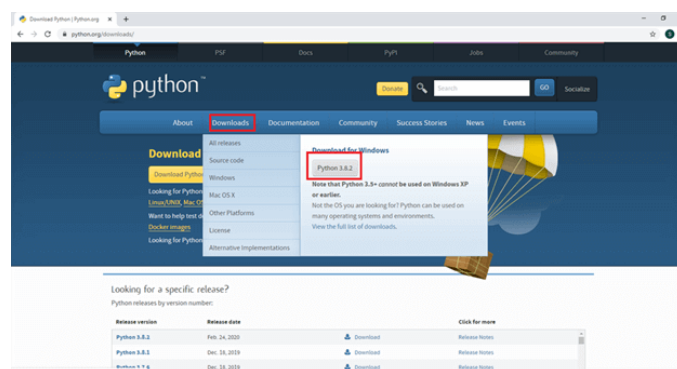 Download Python | Python.org
python.org/downloads/
Python PSF Docs PyPI Jobs Community
python™
Donate Search GO Socialize
About Downloads Documentation Community Success Stories News Events
Download
Download Python
Looking for Python
Linux/UNIX, Mac OS
Want to help test d
Docker images
Looking for Python
All releases
Source code
Windows
Mac OS X
Other Platforms
License
Alternative Implementations
Download for Windows
Python 3.8.2
Note that Python 3.5+ cannot be used on Windows XP
or earlier.
Not the OS you are looking for? Python can be used on
many operating systems and environments.
View the full list of downloads.
Looking for a specific release?
Python releases by version number:
Release version Release date Click for more
Python 3.8.2 Feb. 24, 2020 Download Release Notes
Python 3.8.1 Dec. 18, 2019 Download Release Notes
Python 3.7.6 Dec. 18, 2019 Download Release Notes